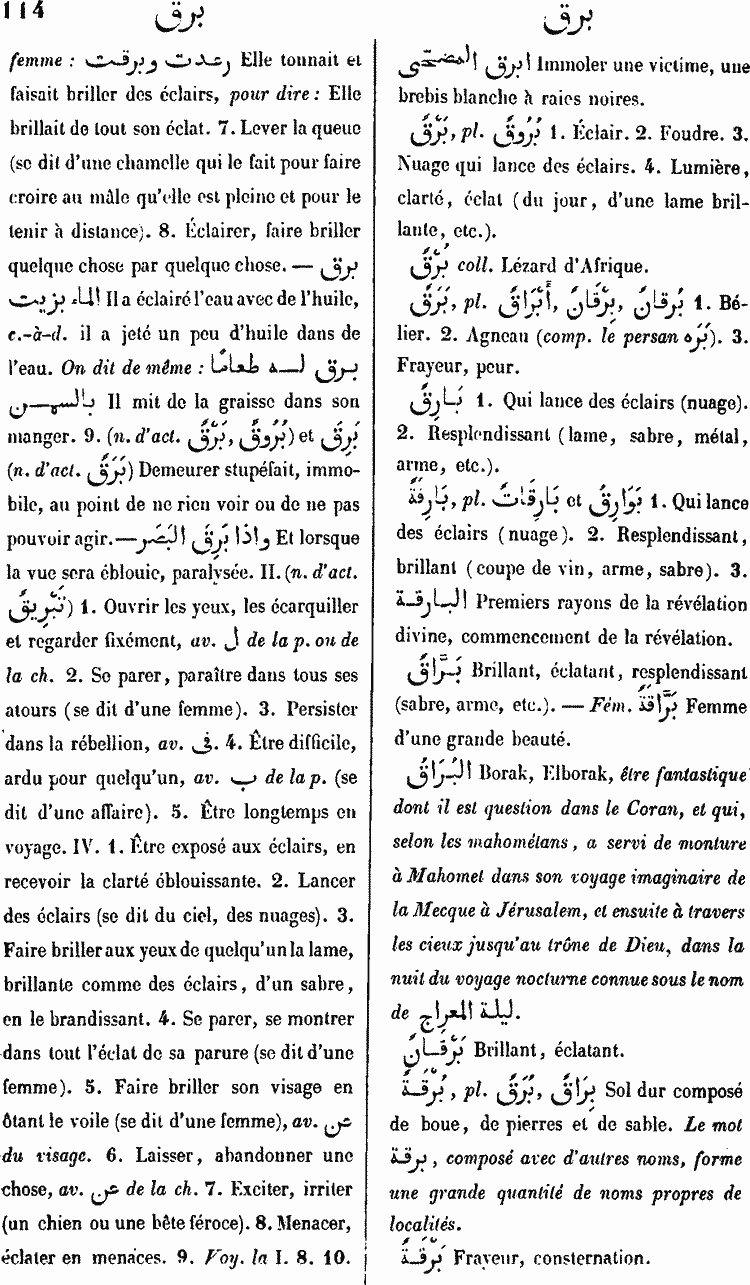 114 برق برق
femme : رعدت وبرقت Elle tonnait et
faisait briller des éclairs, pour dire : Elle
brillait de tout son éclat. 7. Lever la queue
(se dit d'une chamelle qui le fait pour faire
croire au mâle qu'elle est pleine et pour le
tenir à distance). 8. Éclairer, faire briller
quelque chose par quelque chose. — برق
الماء بزيت Il a éclairé l'eau avec de l'huile,
c.-à-d. il a jeté un peu d'huile dans de
l'eau. On dit de même : برق له طعامًا
بالسمن Il mit de la graisse dans son
manger. 9. (n. d'act. بَرْقٌ, بُرُوقٌ) et بَرِقَ
(n. d'act. بَرَقٌ) Demeurer stupéfait, immo-
bile, au point de ne rien voir ou de ne pas
pouvoir agir.— واذا بَرِقَ البَصَر Et lorsque
la vue sera éblouie, paralysée. II. (n. d'act.
تَبْرِيقٌ) 1. Ouvrir les yeux, les écarquiller
et regarder fixément, av. ل de la p. ou de
la ch. 2. Se parer, paraître dans tous ses
atours (se dit d'une femme). 3. Persister
dans la rébellion, av. فى. 4. Être difficile,
ardu pour quelqu'un, av. ب de la p. (se
dit d'une affaire). 5. Être longtemps en
voyage. IV. 1. Être exposé aux éclairs, en
recevoir la clarté éblouissante. 2. Lancer
des éclairs (se dit du ciel, des nuages). 3.
Faire briller aux yeux de quelqu'un la lame,
brillante comme des éclairs, d'un sabre,
en le brandissant. 4. Se parer, se montrer
dans tout l'éclat de sa parure (se dit d'une
femme). 5. Faire briller son visage en
ôtant le voile (se dit d'une femme), av. عن
du visage. 6. Laisser, abandonner une
chose, av. عن de la ch. 7. Exciter, irriter
(un chien ou une bête féroce). 8. Menacer,
éclater en menaces. 9. Voy. la I. 8. 10.
ابرق المضحّى Immoler une victime, une
brebis blanche à raies noires.
بَرْقٌ, pl. بُرُوقٌ 1. Éclair. 2. Foudre. 3.
Nuage qui lance des éclairs. 4. Lumière,
clarté, éclat (du jour, d'une lame bril-
lante, etc.).
بُرْقٌ coll. Lézard d'Afrique.
بَرَقٌ, pl. أَبْرَاقٌ, بِرْقَانٌ, بُرْقَانٌ 1. Bé-
lier. 2. Agneau (comp. le persan بَرَه). 3.
Frayeur, peur.
بَارِقٌ 1. Qui lance des éclairs (nuage).
2. Resplendissant (lame, sabre, métal,
arme, etc.).
بَارِقَةٌ, pl. بَارِقَاتٌ et بَوَارِقُ 1. Qui lance
des éclairs (nuage). 2. Resplendissant,
brillant (coupe de vin, arme, sabre). 3.
البارقة Premiers rayons de la révélation
divine, commencement de la révélation.
بَرَّاقٌ Brillant, éclatant, resplendissant
(sabre, arme, etc.). — Fém. بَرَّاقَةٌ Femme
d'une grande beauté.
البُرَاقُ Borak, Elborak, être fantastique
dont il est question dans le Coran, et qui,
selon les mahométans, a servi de monture
à Mahomet dans son voyage imaginaire de
la Mecque à Jérusalem, et ensuite à travers
les cieux jusqu'au trône de Dieu, dans la
nuit du voyage nocturne connue sous le nom
de ليلة المعراج.
بَرْقَانٌ Brillant, éclatant.
بُرْقَةٌ, pl. بُرَقٌ, بِرَاقٌ Sol dur composé
de boue, de pierres et de sable. Le mot
برقة, composé avec d'autres noms, forme
une grande quantité de noms propres de
localités.
بَرْقَةٌ Frayeur, consternation.